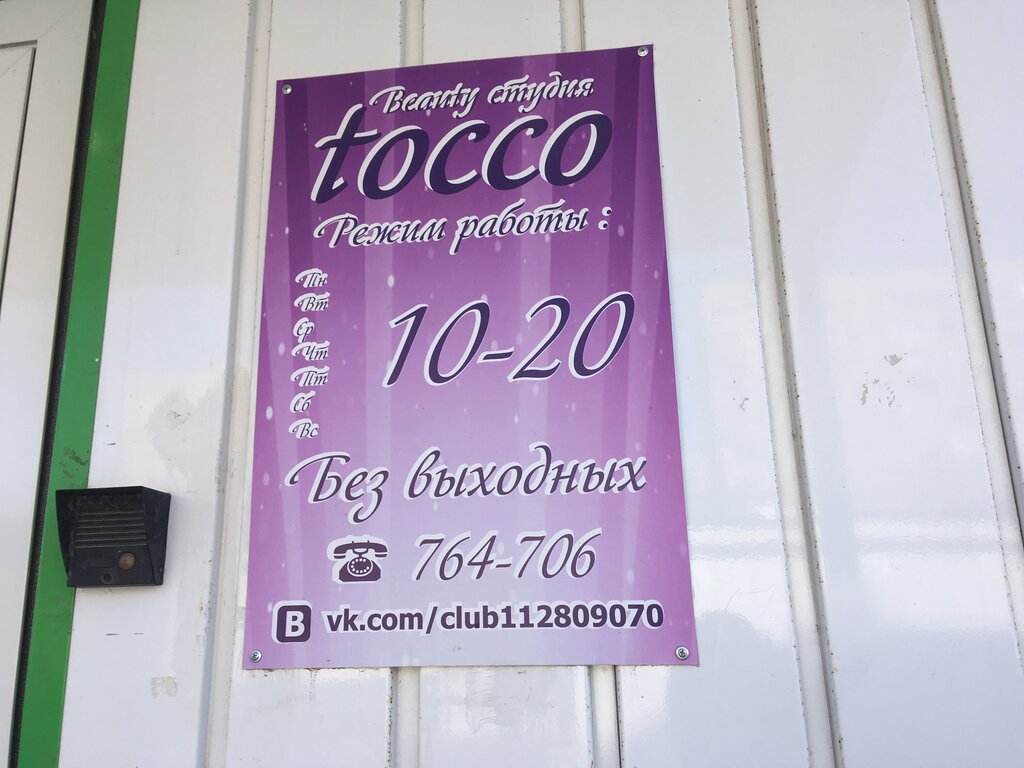 Beauty студия
tocco
Режим работы :
Пн
Вт
Ср
Чт
Пт
Сб
Вс
10-20
Без выходных
764-706
B vk.com/club112809070